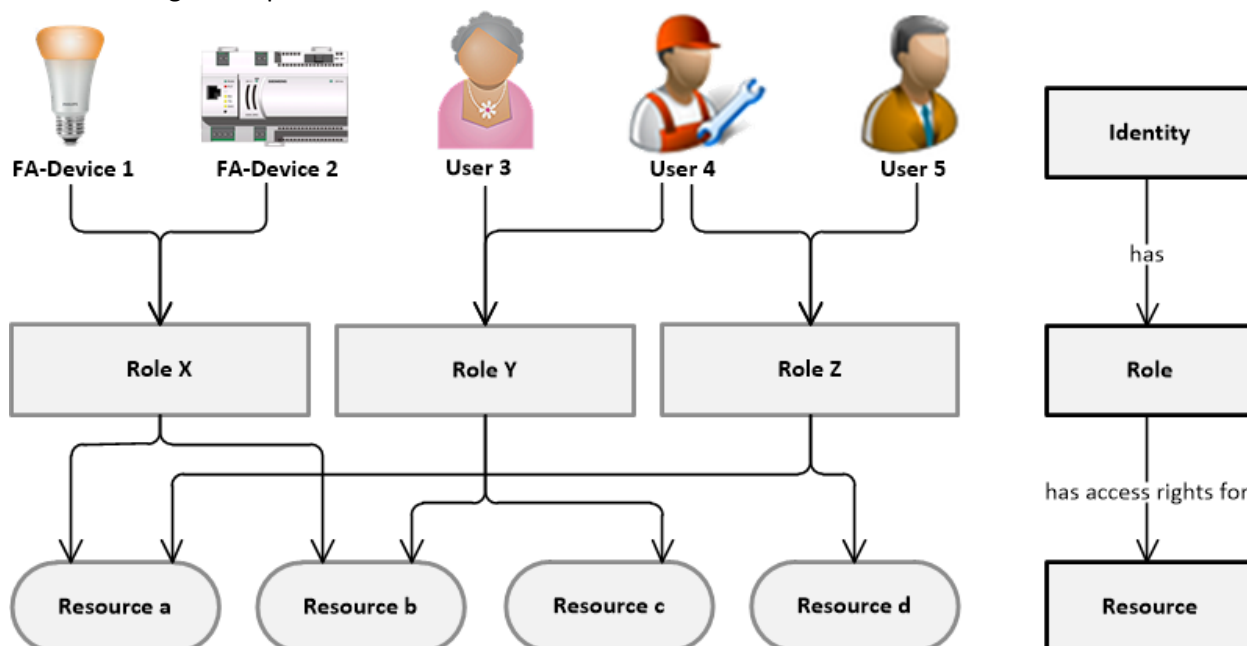 FA-Device 1
FA-Device 2
User 3
User 4
User 5
Identity
has
Role X
Role Y
Role Z
Role
has access rights for
Resource a
Resource b
Resource c
Resource d
Resource